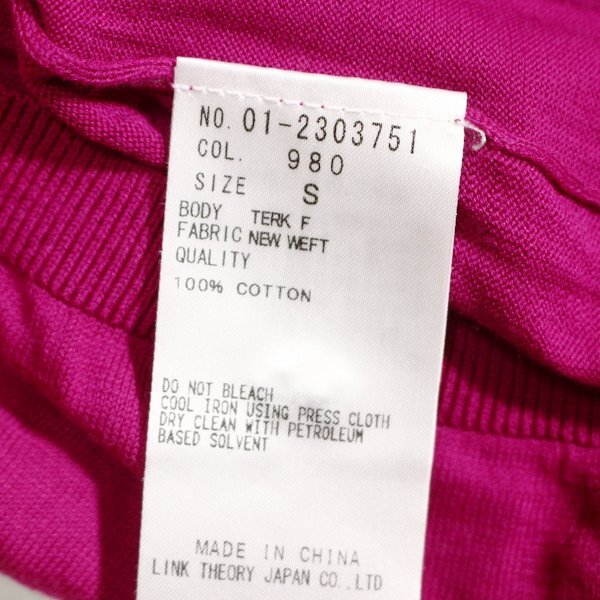 NO. 01-2303751
COL. 980
SIZE S
BODY TERK F
FABRIC NEW WEFT
QUALITY
100% COTTON
DO NOT BLEACH
COOL IRON USING PRESS CLOTH
DRY CLEAN WITH PETROLEUM
BASED SOLVENT
MADE IN CHINA
LINK THEORY JAPAN CO.,LTD